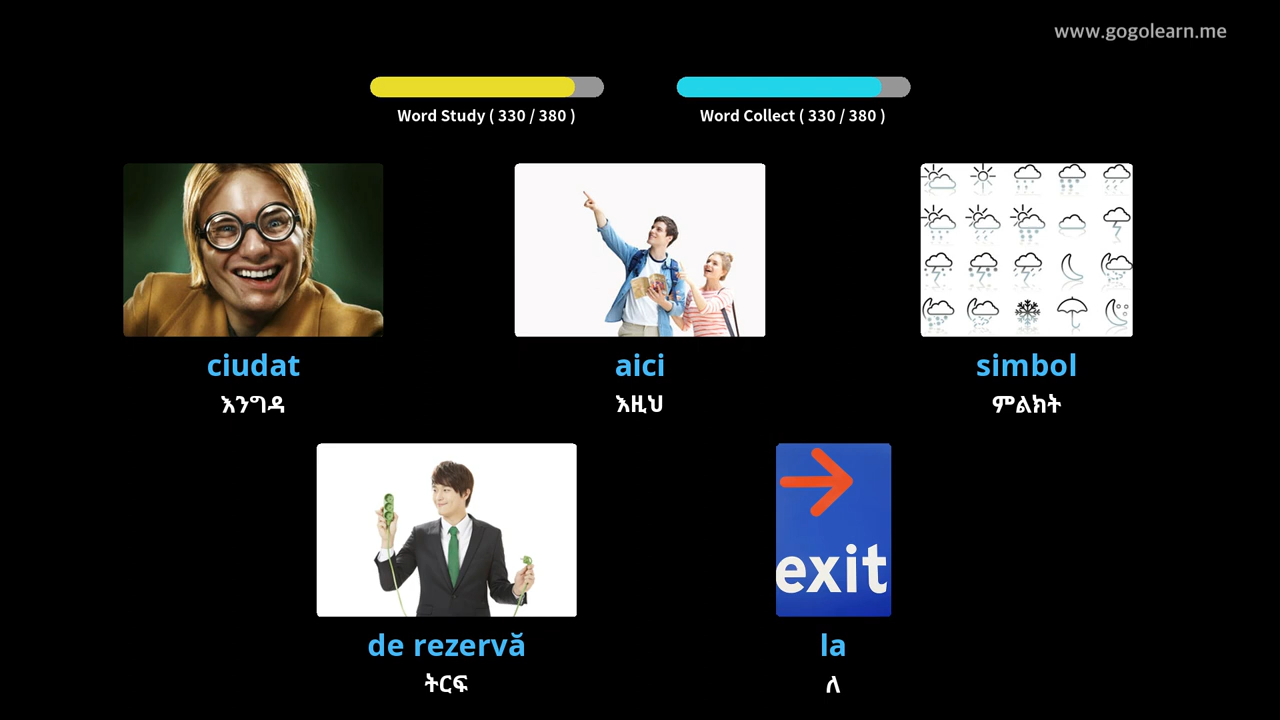 www.gogolearn.me
Word Study ( 330 / 380 )
Word Collect ( 330 / 380 )
ciudat
እንግዳ
aici
እዚህ
simbol
ምልክት
exit
de rezervă
ትርፍ
la
ለ